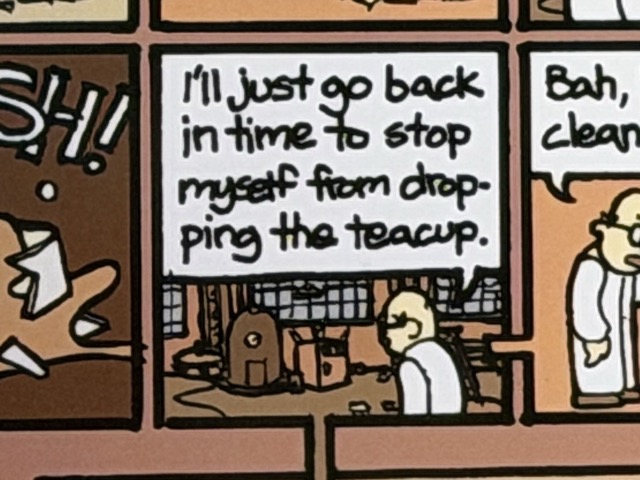 SH!!
I'll just go back
in time to stop
myself from drop-
ping the teacup.
Bah,
clean